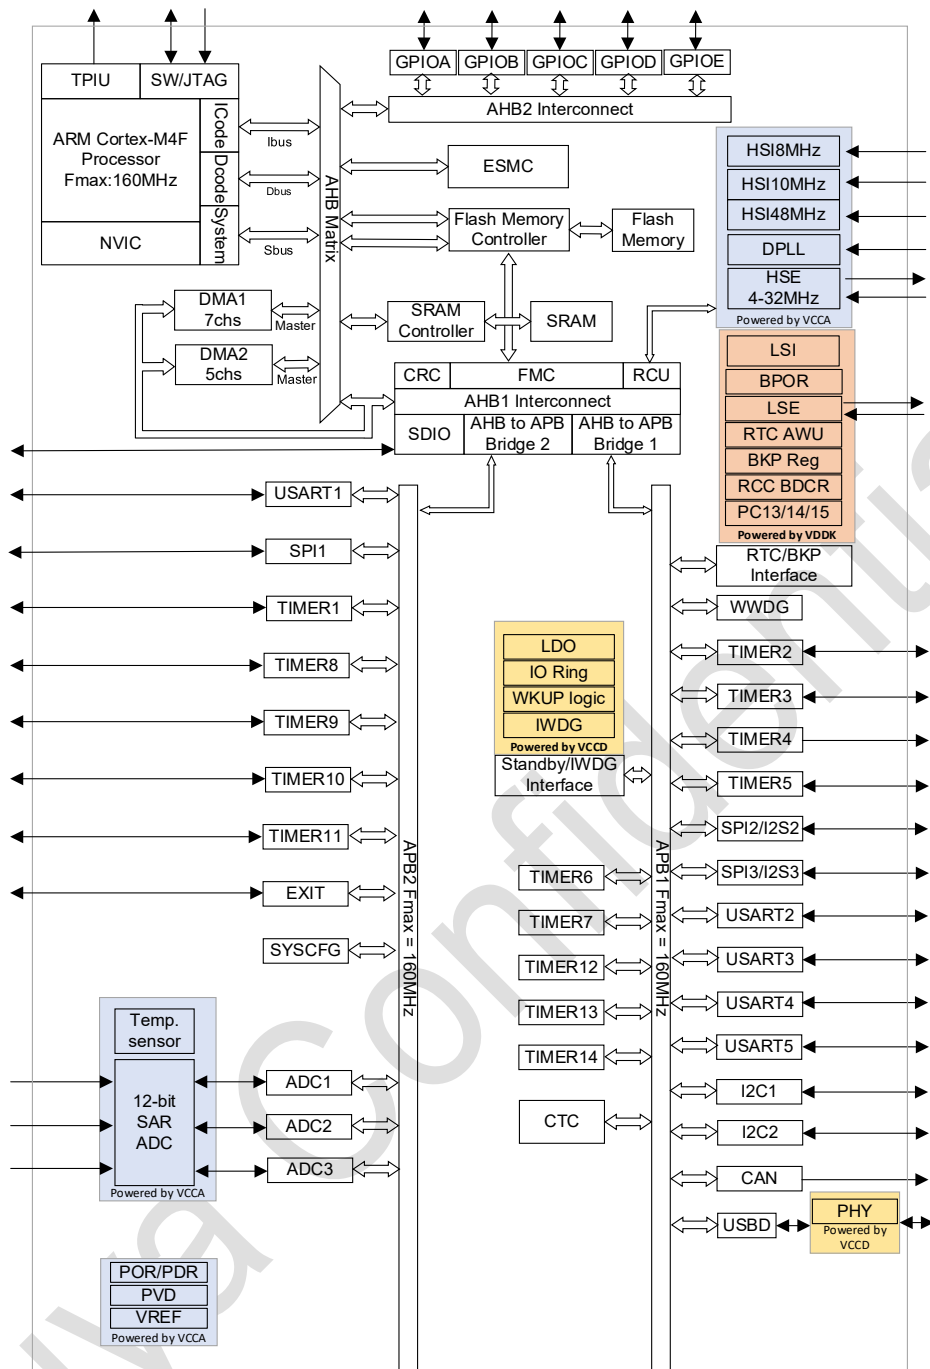 GPIOA
GPIOB
GPIOC
GPIOD
GPIOE
AHB2 Interconnect
TPIU
SW/JTAG
ARM Cortex-M4F
Processor
Fmax:160MHz
NVIC
ICode
Dcode
System
Ibus
Dbus
Sbus
AHB Matrix
ESMC
Flash Memory
Controller
Flash
Memory
DMA1
7chs
Master
DMA2
5chs
Master
SRAM
Controller
SRAM
CRC
FMC
RCU
AHB1 Interconnect
SDIO
AHB to APB
Bridge 2
AHB to APB
Bridge 1
HSI8MHz
HSI10MHz
HSI48MHz
DPLL
HSE
4-32MHz
Powered by VCCA
LSI
BPOR
LSE
RTC AWU
BKP Reg
RCC BDCR
PC13/14/15
Powered by VDDK
USART1
SPI1
TIMER1
TIMER8
TIMER9
TIMER10
TIMER11
EXIT
SYSCFG
Temp.
sensor
12-bit
SAR
ADC
Powered by VCCA
ADC1
ADC2
ADC3
POR/PDR
PVD
VREF
Powered by VCCA
APB2 Fmax = 160MHz
LDO
IO Ring
WKUP logic
IWDG
Powered by VCCD
Standby/IWDG
Interface
TIMER6
TIMER7
TIMER12
TIMER13
TIMER14
CTC
APB1 Fmax = 160MHz
RTC/BKP
Interface
WWDG
TIMER2
TIMER3
TIMER4
TIMER5
SPI2/I2S2
SPI3/I2S3
USART2
USART3
USART4
USART5
I2C1
I2C2
CAN
USBD
PHY
Powered by
VCCD